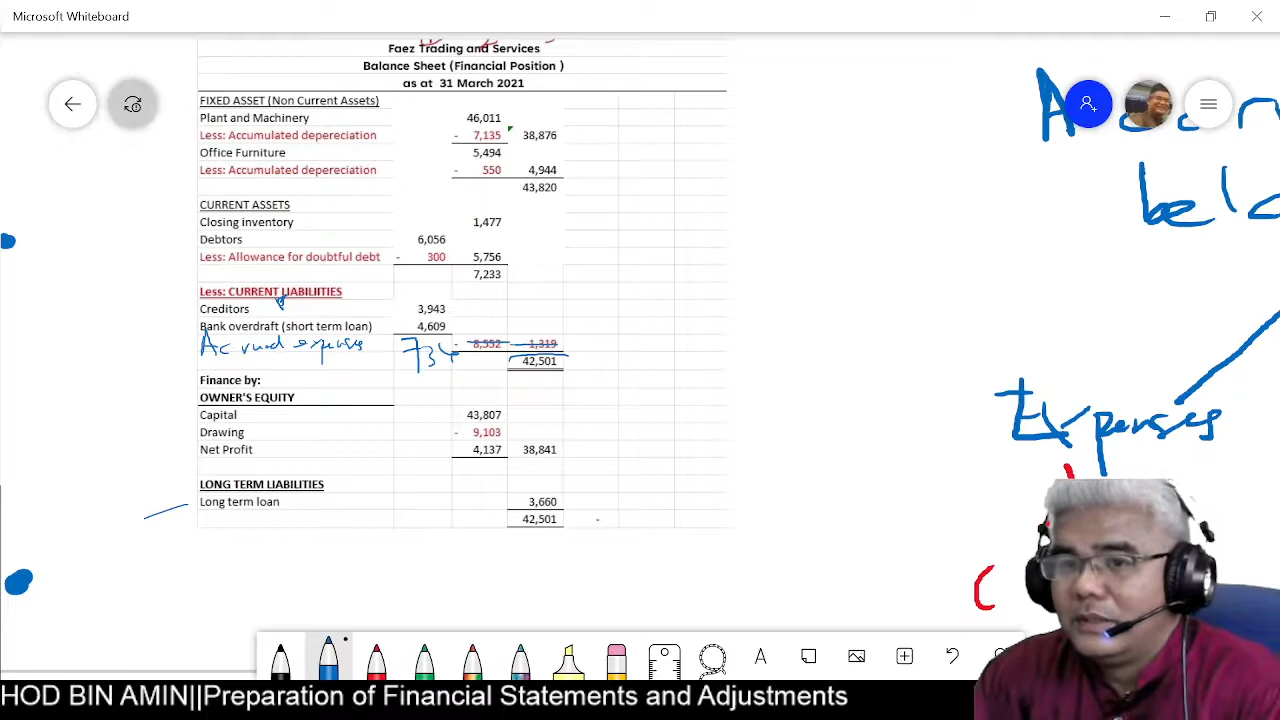 Microsoft Whiteboard
Faez Trading and Services
Balance Sheet (Financial Position )
as at 31 March 2021
FIXED ASSET (Non Current Assets)
Plant and Machinery 46,011
Less: Accumulated depereciation - 7,135 38,876
Office Furniture 5,494
Less: Accumulated depereciation - 550 4,944
43,820
CURRENT ASSETS
Closing inventory 1,477
Debtors 6,056
Less: Allowance for doubtful debt - 300 5,756
7,233
Less: CURRENT LIABILIITIES
Creditors 3,943
Bank overdraft (short term loan) 4,609
Accrued expenses 734 - 8,552 - 1,319
42,501
Finance by:
OWNER'S EQUITY
Capital 43,807
Drawing - 9,103
Net Profit 4,137 38,841
LONG TERM LIABILITIES
Long term loan 3,660
42,501 -
Expenses
A
HOD BIN AMIN||Preparation of Financial Statements and Adjustments